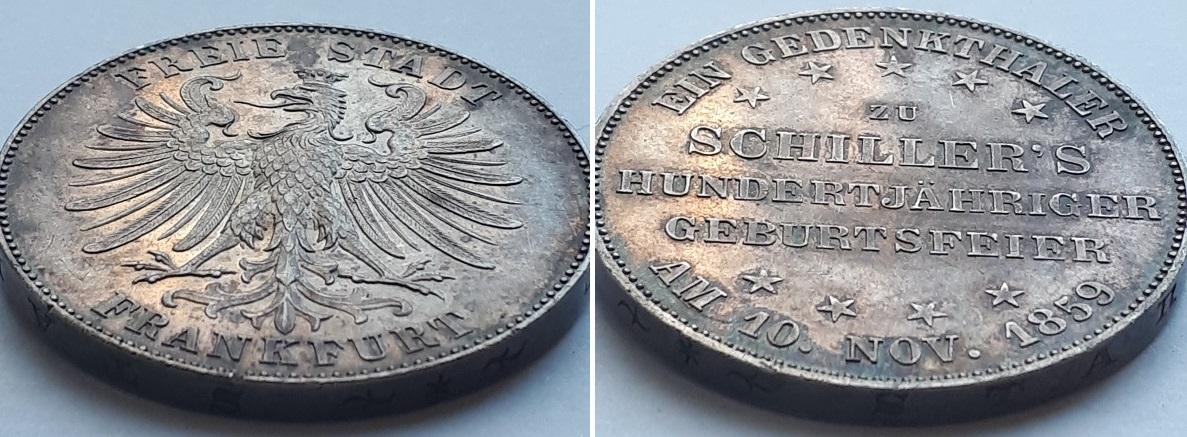 FREIE STADT
FRANKFURT
EIN GEDENKTHALER
ZU
SCHILLER'S
HUNDERTJÄHRIGER
GEBURTSFEIER
AM 10. NOV. 1859